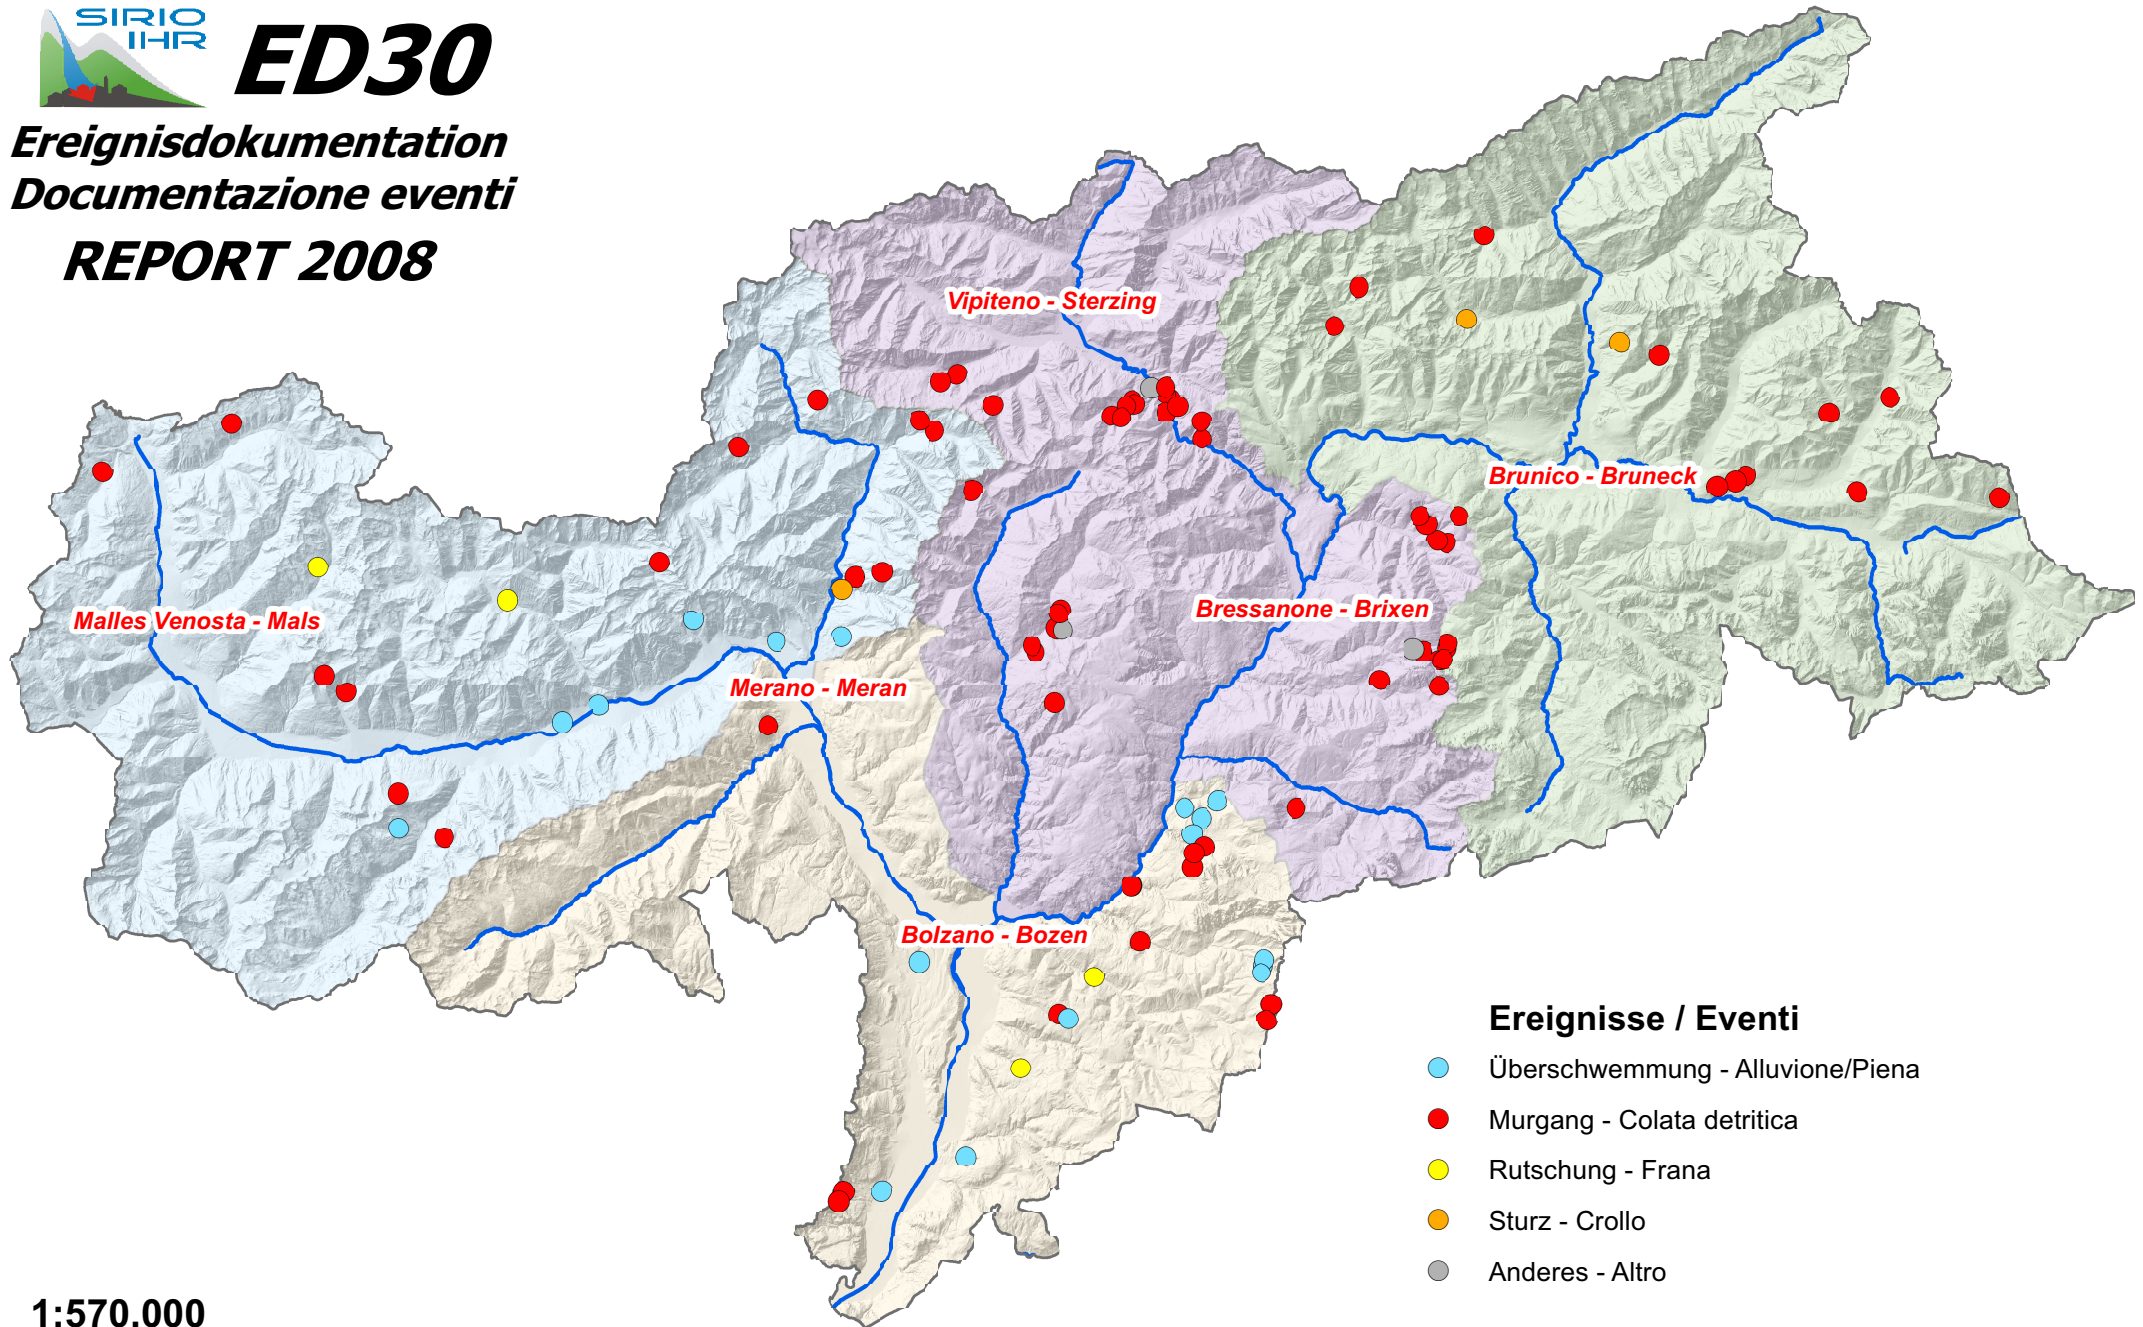 SIRIO
IHR
ED30
Ereignisdokumentation
Documentazione eventi
REPORT 2008
Vipiteno - Sterzing
Brunico - Bruneck
Malles Venosta - Mals
Bressanone - Brixen
Merano - Meran
Bolzano - Bozen
Ereignisse / Eventi
Überschwemmung - Alluvione/Piena
Murgang - Colata detritica
Rutschung - Frana
Sturz - Crollo
Anderes - Altro
1:570.000